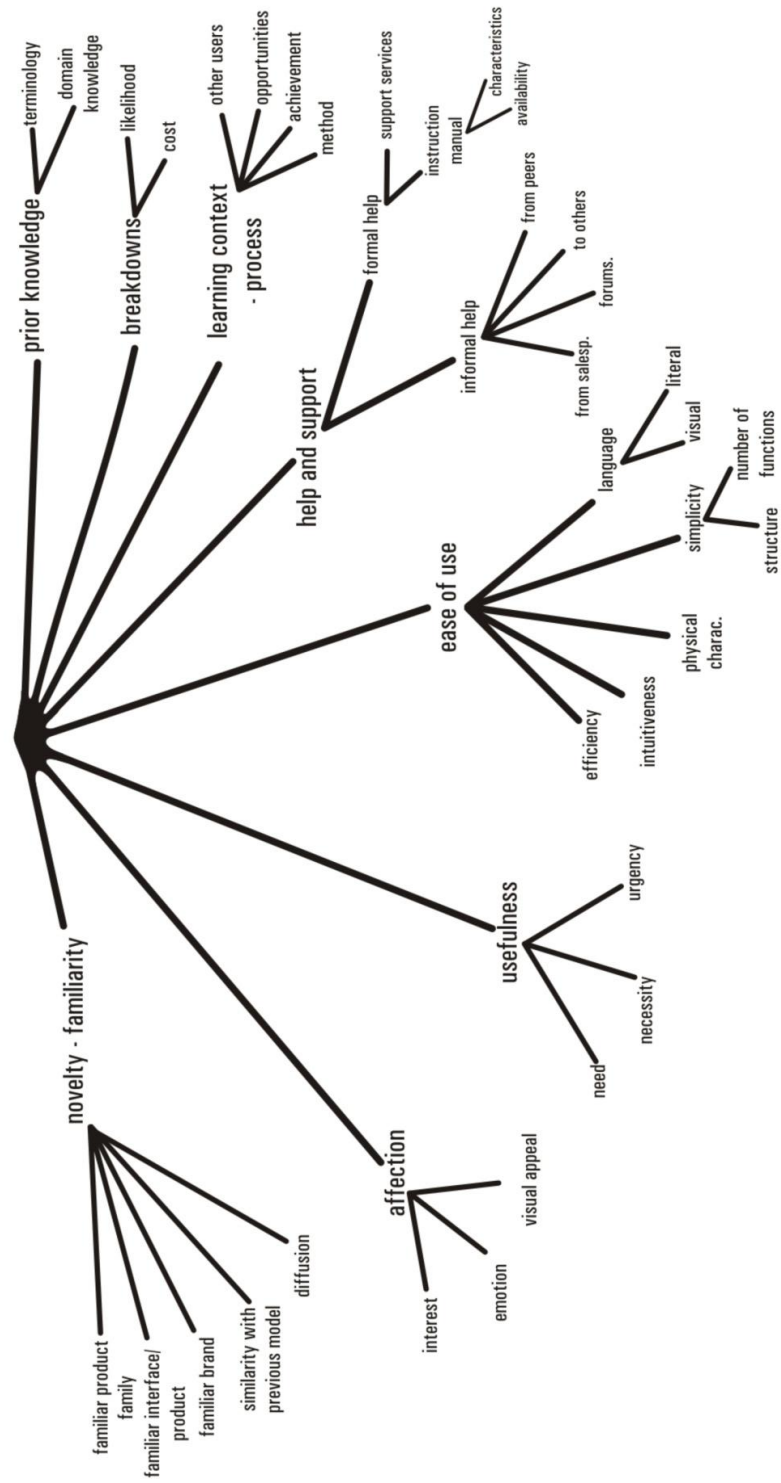 novelty - familiarity
familiar product
family
familiar interface/
product
familiar brand
similarity with
previous model
diffusion
affection
interest
emotion
visual appeal
usefulness
need
necessity
urgency
ease of use
efficiency
intuitiveness
physical
charac.
simplicity
structure
number of
functions
language
visual
literal
help and support
informal help
from salesp.
forums.
to others
from peers
formal help
instruction
manual
availability
characteristics
support services
learning context
- process
method
achievement
opportunities
other users
breakdowns
cost
likelihood
prior knowledge
domain
knowledge
terminology